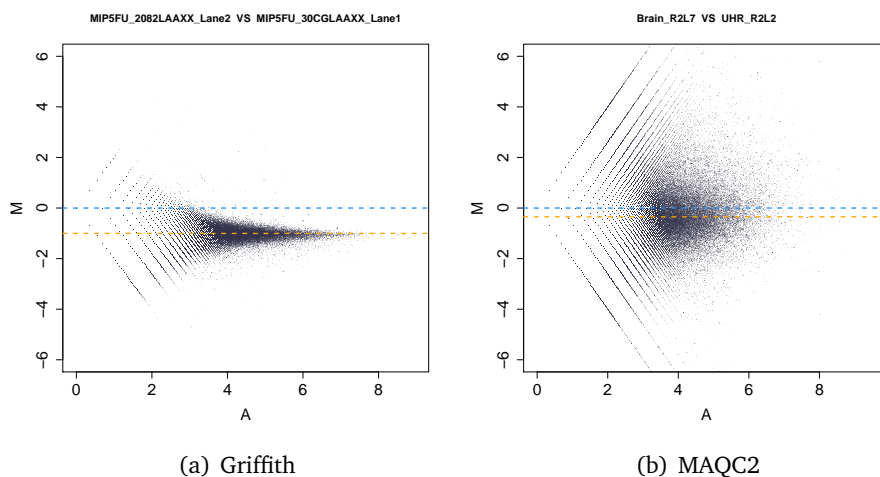 MIP5FU_2082LAAXX_Lane2 VS MIP5FU_30CGLAAXX_Lane1
6
4
2
0
−2
−4
−6
M
0 2 4 6 8
A
(a) Griffith
Brain_R2L7 VS UHR_R2L2
6
4
2
0
−2
−4
−6
M
0 2 4 6 8
A
(b) MAQC2